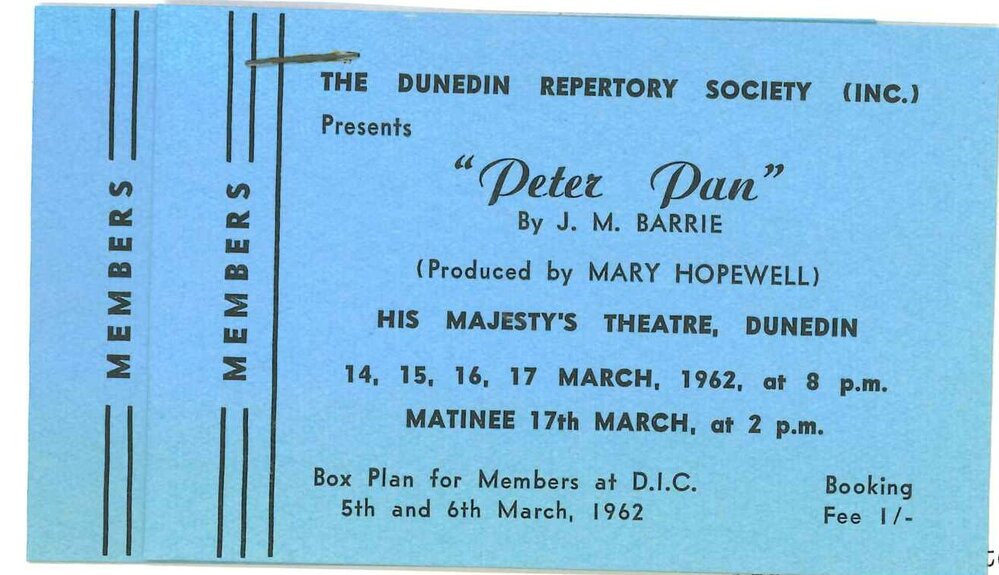 MEMBERS
MEMBERS
THE DUNEDIN REPERTORY SOCIETY (INC.)
Presents
"Peter Pan"
By J. M. BARRIE
(Produced by MARY HOPEWELL)
HIS MAJESTY'S THEATRE, DUNEDIN
14, 15, 16, 17 MARCH, 1962, at 8 p.m.
MATINEE 17th MARCH, at 2 p.m.
Box Plan for Members at D.I.C.
5th and 6th March, 1962
Booking
Fee 1/-